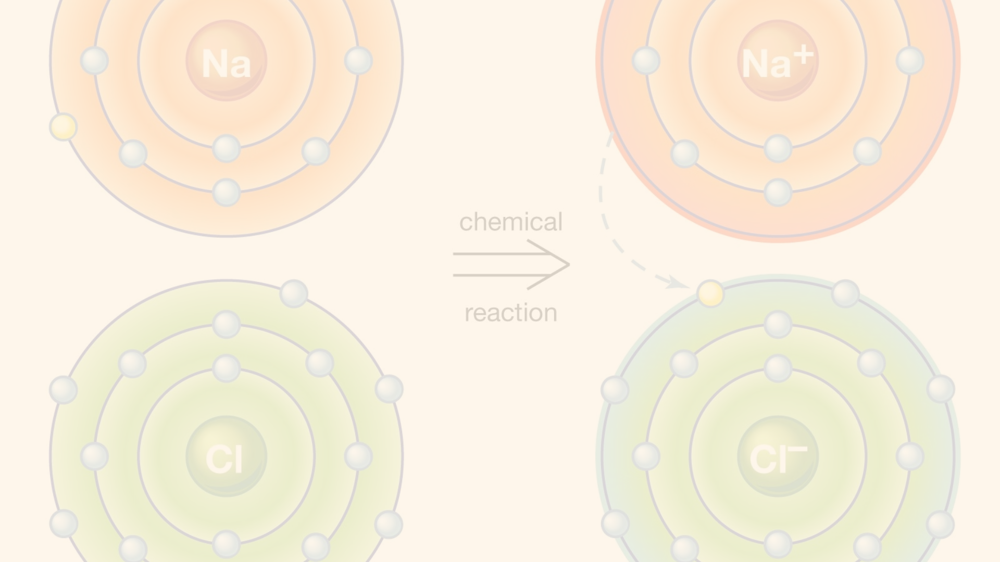 Na
Na⁺
chemical
reaction
Cl
Cl⁻